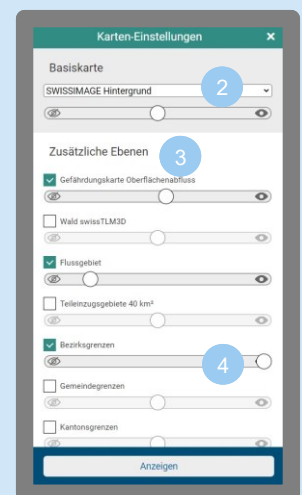 Karten-Einstellungen ×
Basiskarte
2
SWISSIMAGE Hintergrund
Zusätzliche Ebenen
3
Gefährdungskarte Oberflächenabfluss
Wald swissTLM3D
Flussgebiet
Teileinzugsgebiete 40 km²
Bezirksgrenzen
4
Gemeindegrenzen
Kantonsgrenzen
Anzeigen